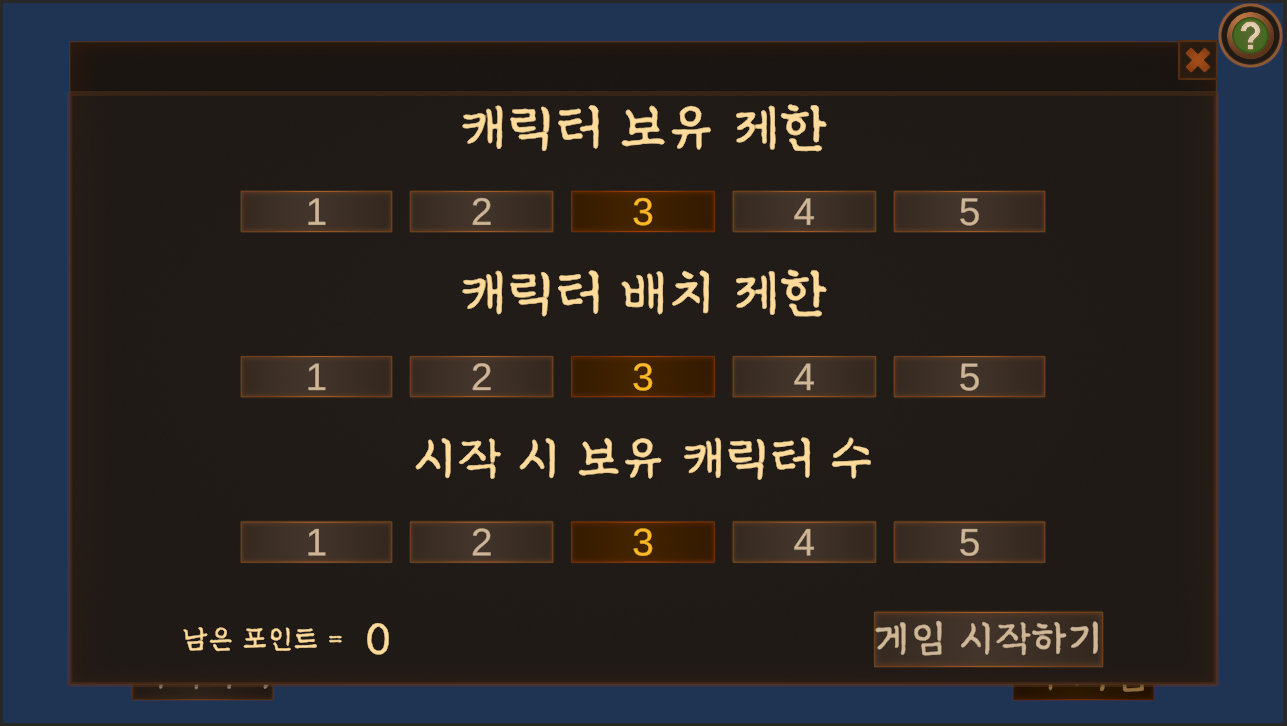 ?
캐릭터 보유 제한
1 2 3 4 5
캐릭터 배치 제한
1 2 3 4 5
시작 시 보유 캐릭터 수
1 2 3 4 5
남은 포인트 = 0
게임 시작하기